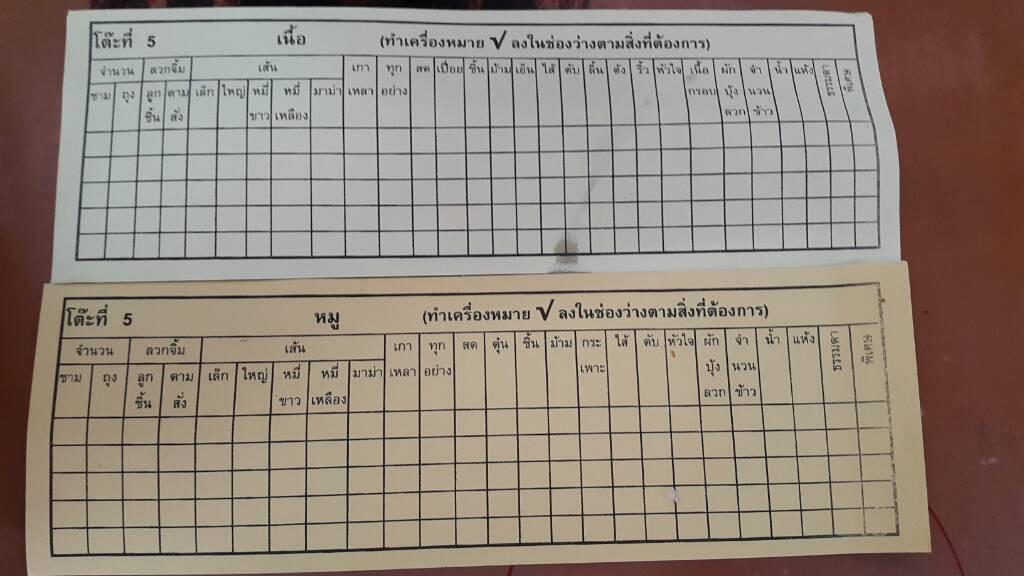 โต๊ะที่ 5 เนื้อ (ทำเครื่องหมาย √ ลงในช่องว่างตามสิ่งที่ต้องการ)
จำนวน ลวกจิ้ม เส้น เกา ทุก สด เปื่อย ชิ้น ม้าม เอ็น ไส้ ตับ ลิ้น ดัง ริ้ว หัวใจ เนื้อ ผัก จำ น้ำ แห้ง ธรรมดา พิเศษ
ชาม ถุง ลูก ตาม เล็ก ใหญ่ หมี่ หมี่ มาม่า เหลา อย่าง กรอบ บุ้ง นวน
ชิ้น สั่ง ขาว เหลือง ลวก ข้าว
โต๊ะที่ 5 หมู (ทำเครื่องหมาย √ ลงในช่องว่างตามสิ่งที่ต้องการ)
จำนวน ลวกจิ้ม เส้น เกา ทุก สด ตุ๋น ชิ้น ม้าม กระ ไส้ ตับ หัวใจ ผัก จำ น้ำ แห้ง ธรรมดา พิเศษ
ชาม ถุง ลูก ตาม เล็ก ใหญ่ หมี่ หมี่ มาม่า เหลา อย่าง เพาะ บุ้ง นวน
ชิ้น สั่ง ขาว เหลือง ลวก ข้าว